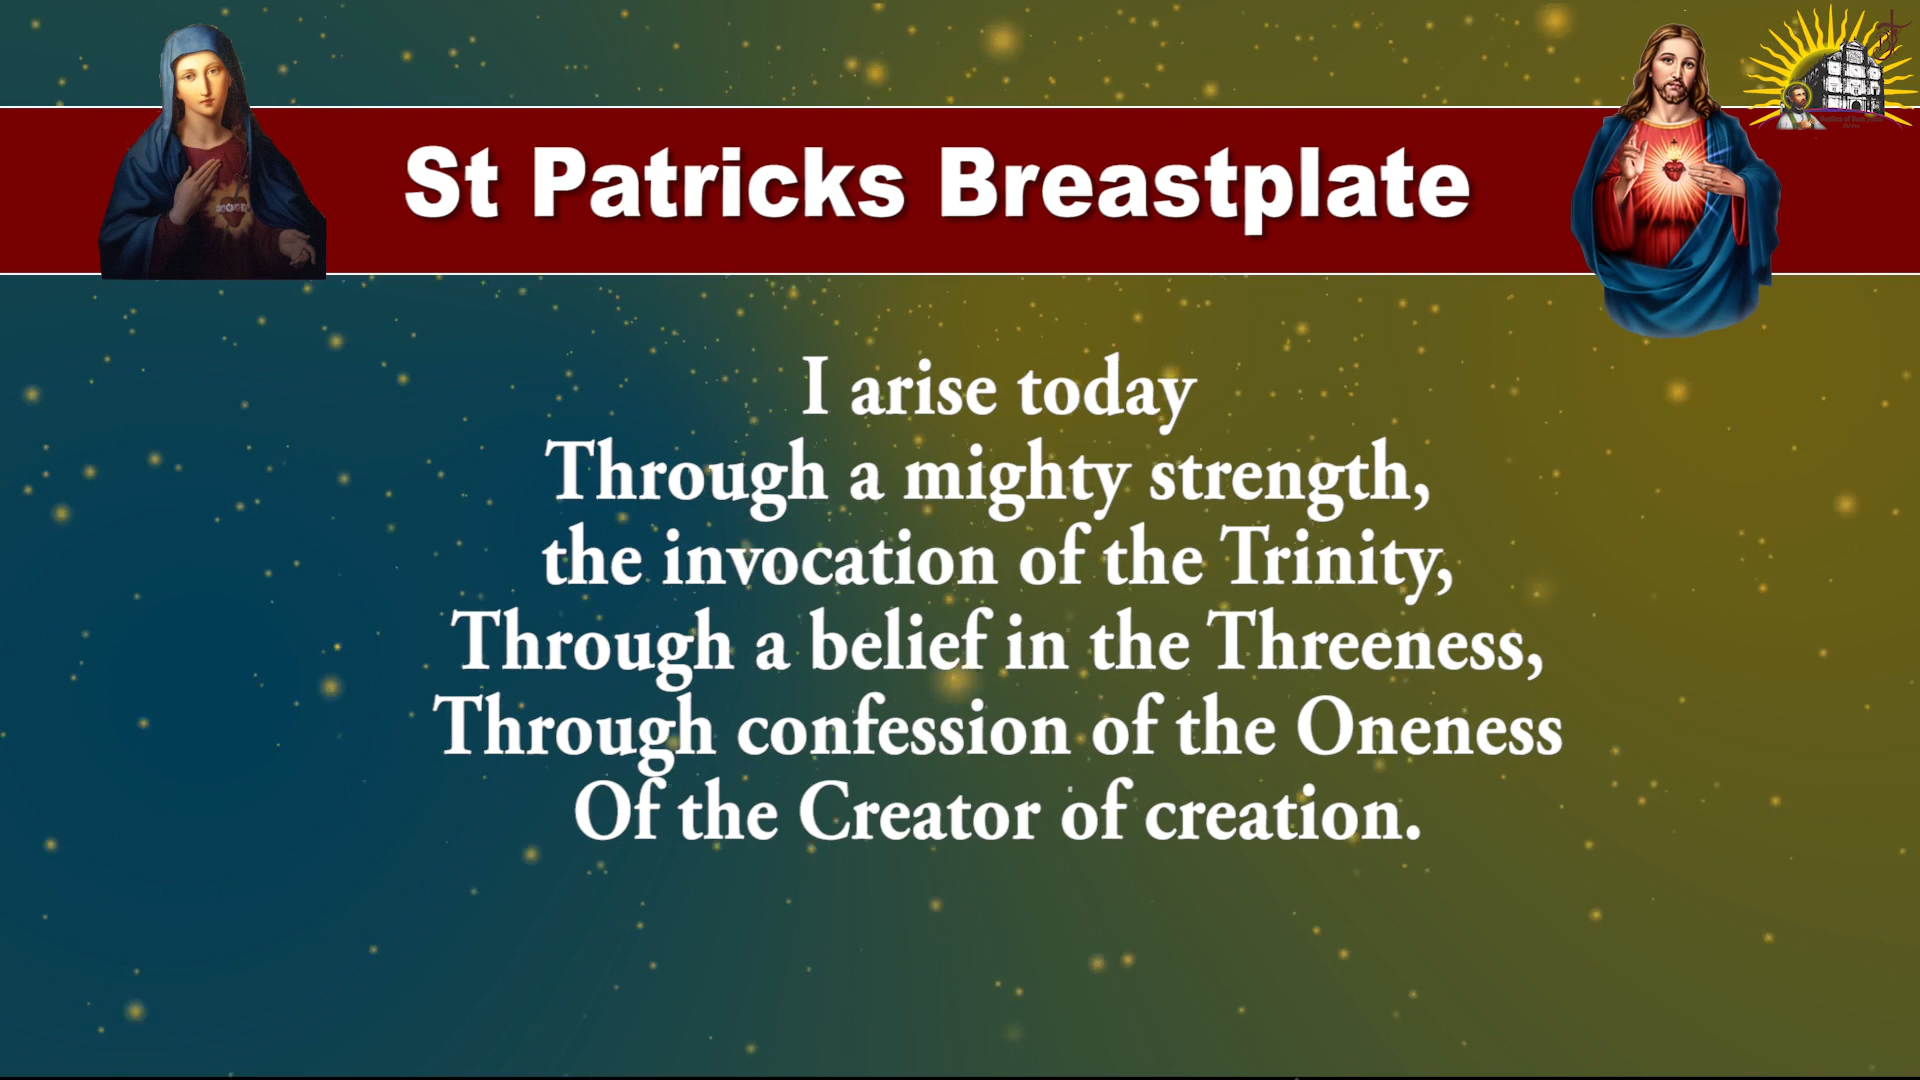 St Patricks Breastplate
I arise today
Through a mighty strength,
the invocation of the Trinity,
Through a belief in the Threeness,
Through confession of the Oneness
Of the Creator of creation.